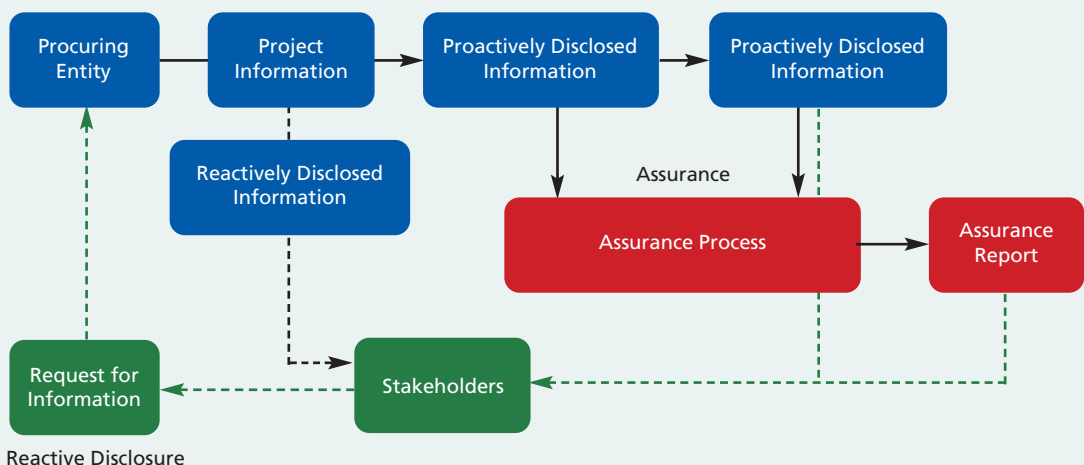 Procuring
Entity
Project
Information
Proactively Disclosed
Information
Proactively Disclosed
Information
Reactively Disclosed
Information
Assurance
Assurance Process
Assurance
Report
Request for
Information
Stakeholders
Reactive Disclosure